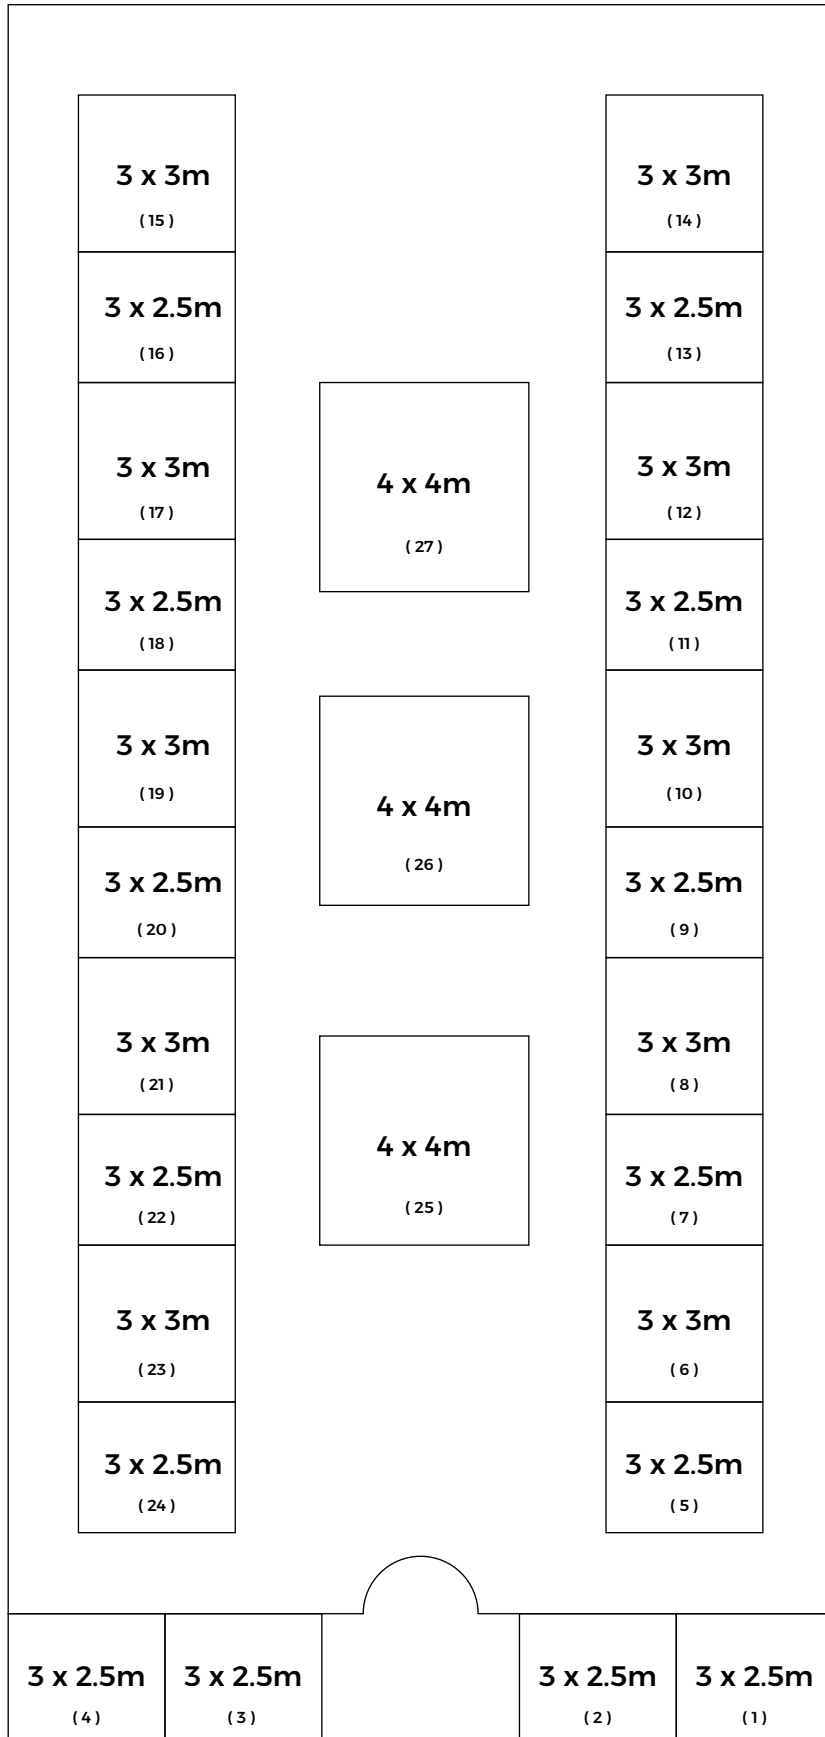 3 x 3m
( 15 )
3 x 3m
( 14 )
3 x 2.5m
( 16 )
3 x 2.5m
( 13 )
3 x 3m
( 17 )
4 x 4m
( 27 )
3 x 3m
( 12 )
3 x 2.5m
( 18 )
3 x 2.5m
( 11 )
3 x 3m
( 19 )
4 x 4m
( 26 )
3 x 3m
( 10 )
3 x 2.5m
( 20 )
3 x 2.5m
( 9 )
3 x 3m
( 21 )
3 x 3m
( 8 )
4 x 4m
( 25 )
3 x 2.5m
( 22 )
3 x 2.5m
( 7 )
3 x 3m
( 23 )
3 x 3m
( 6 )
3 x 2.5m
( 24 )
3 x 2.5m
( 5 )
3 x 2.5m
( 4 )
3 x 2.5m
( 3 )
3 x 2.5m
( 2 )
3 x 2.5m
( 1 )